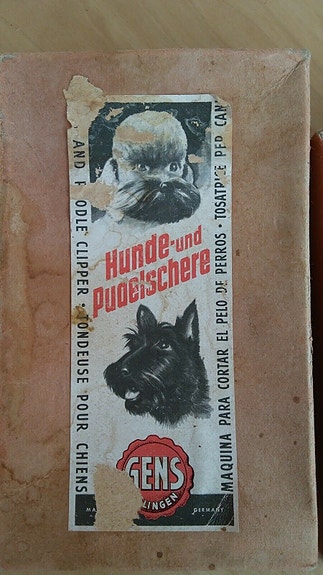 AND
ODLE CLIPPER · TONDEUSE POUR CHIENS
Hunde- und
Pudelschere
MAQUINA PARA CORTAR EL PELO DE PERROS · TOSATRICE PER CAN
GENS
LINGEN
MA
GERMANY